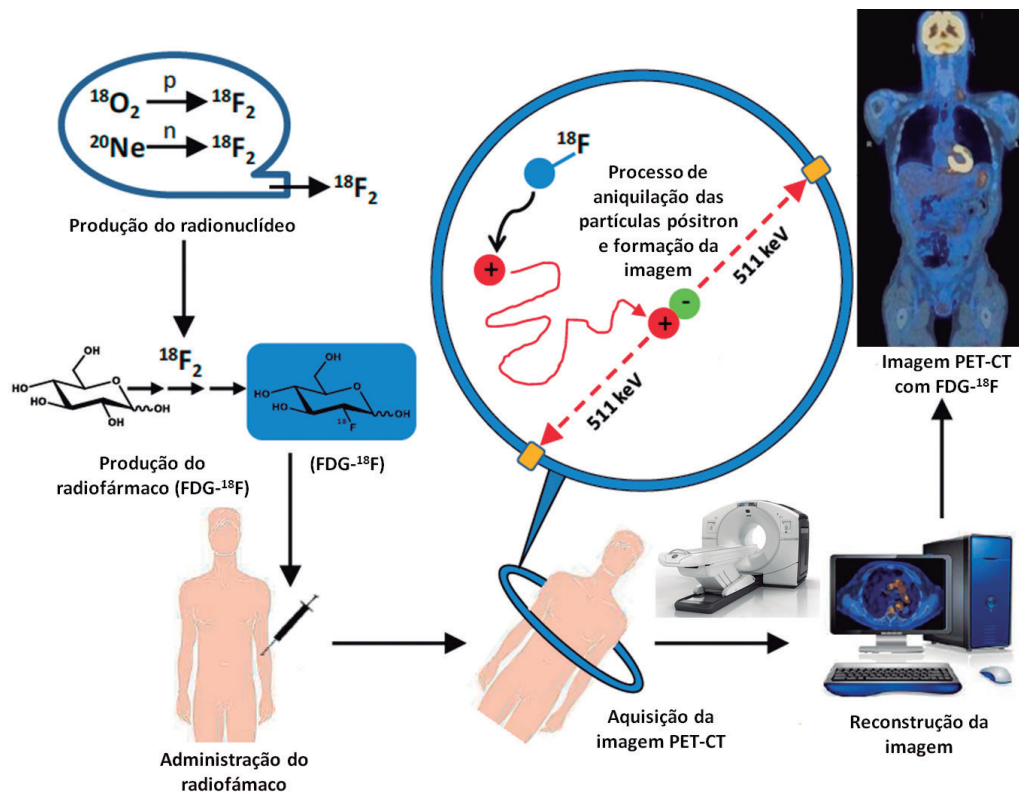 p
¹⁸O₂ → ¹⁸F₂
n
²⁰Ne → ¹⁸F₂
¹⁸F₂
Produção do radionuclídeo
¹⁸F₂
OH
HO
HO
OH
OH
OH
HO
HO
¹⁸F
OH
Produção do
radiofármaco (FDG-¹⁸F)
(FDG-¹⁸F)
Administração do
radiofámaco
¹⁸F
Processo de
aniquilação das
partículas pósitron
e formação da
imagem
+
+
-
511 keV
511 keV
Aquisição da
imagem PET-CT
Reconstrução da
imagem
Imagem PET-CT
com FDG-¹⁸F